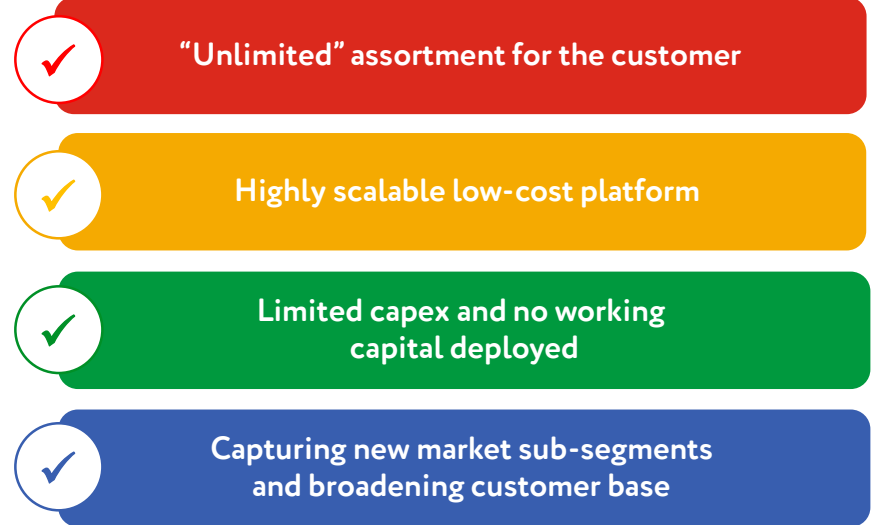 “Unlimited” assortment for the customer
Highly scalable low-cost platform
Limited capex and no working
capital deployed
Capturing new market sub-segments
and broadening customer base